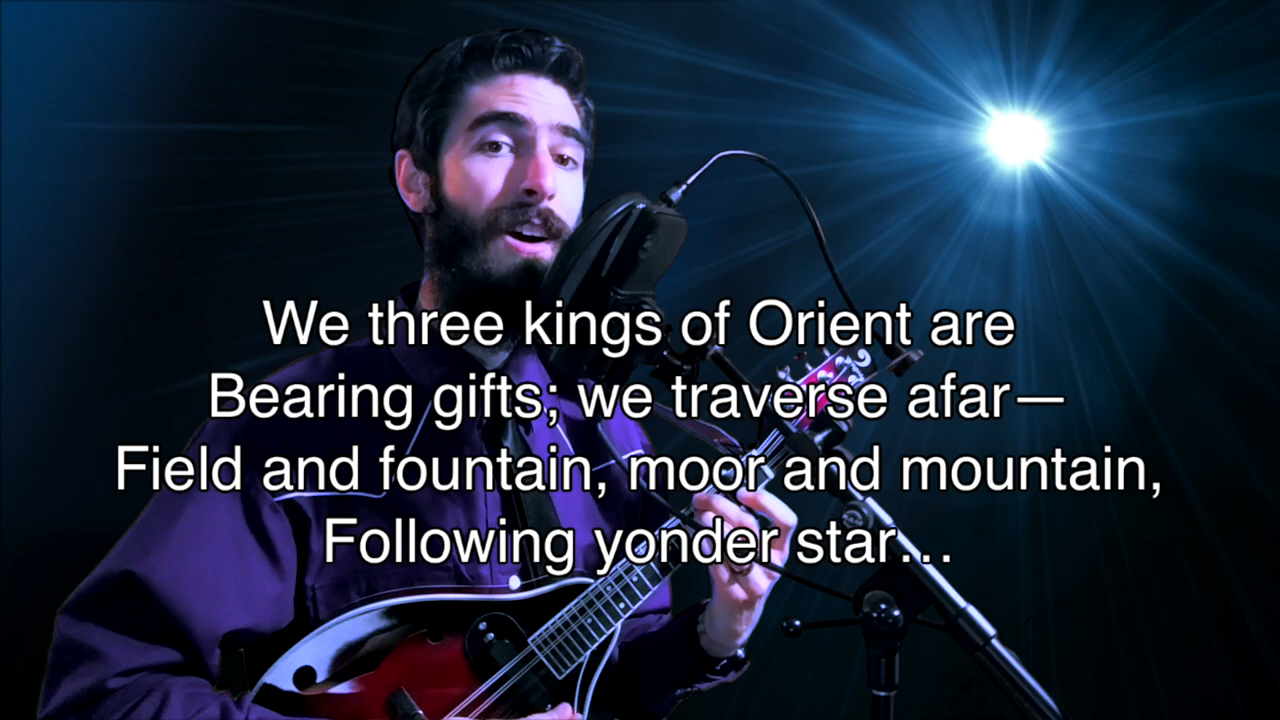 We three kings of Orient are
Bearing gifts; we traverse afar—
Field and fountain, moor and mountain,
Following yonder star…